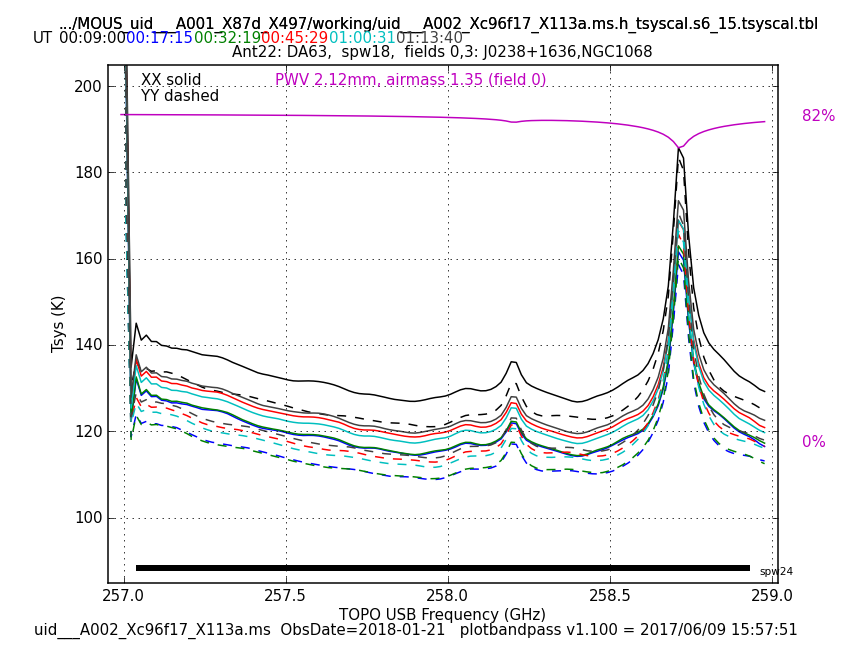 .../MOUS_uid___A001_X87d_X497/working/uid___A002_Xc96f17_X113a.ms.h_tsyscal.s6_15.tsyscal.tbl
UT 00:09:00 00:17:15 00:32:19 00:45:29 01:00:31 01:13:40
Ant22: DA63, spw18, fields 0,3: J0238+1636,NGC1068
XX solid
PWV 2.12mm, airmass 1.35 (field 0)
YY dashed
200
180
160
140
120
100
Tsys (K)
82%
0%
spw24
257.0 257.5 258.0 258.5 259.0
TOPO USB Frequency (GHz)
uid___A002_Xc96f17_X113a.ms ObsDate=2018-01-21 plotbandpass v1.100 = 2017/06/09 15:57:51